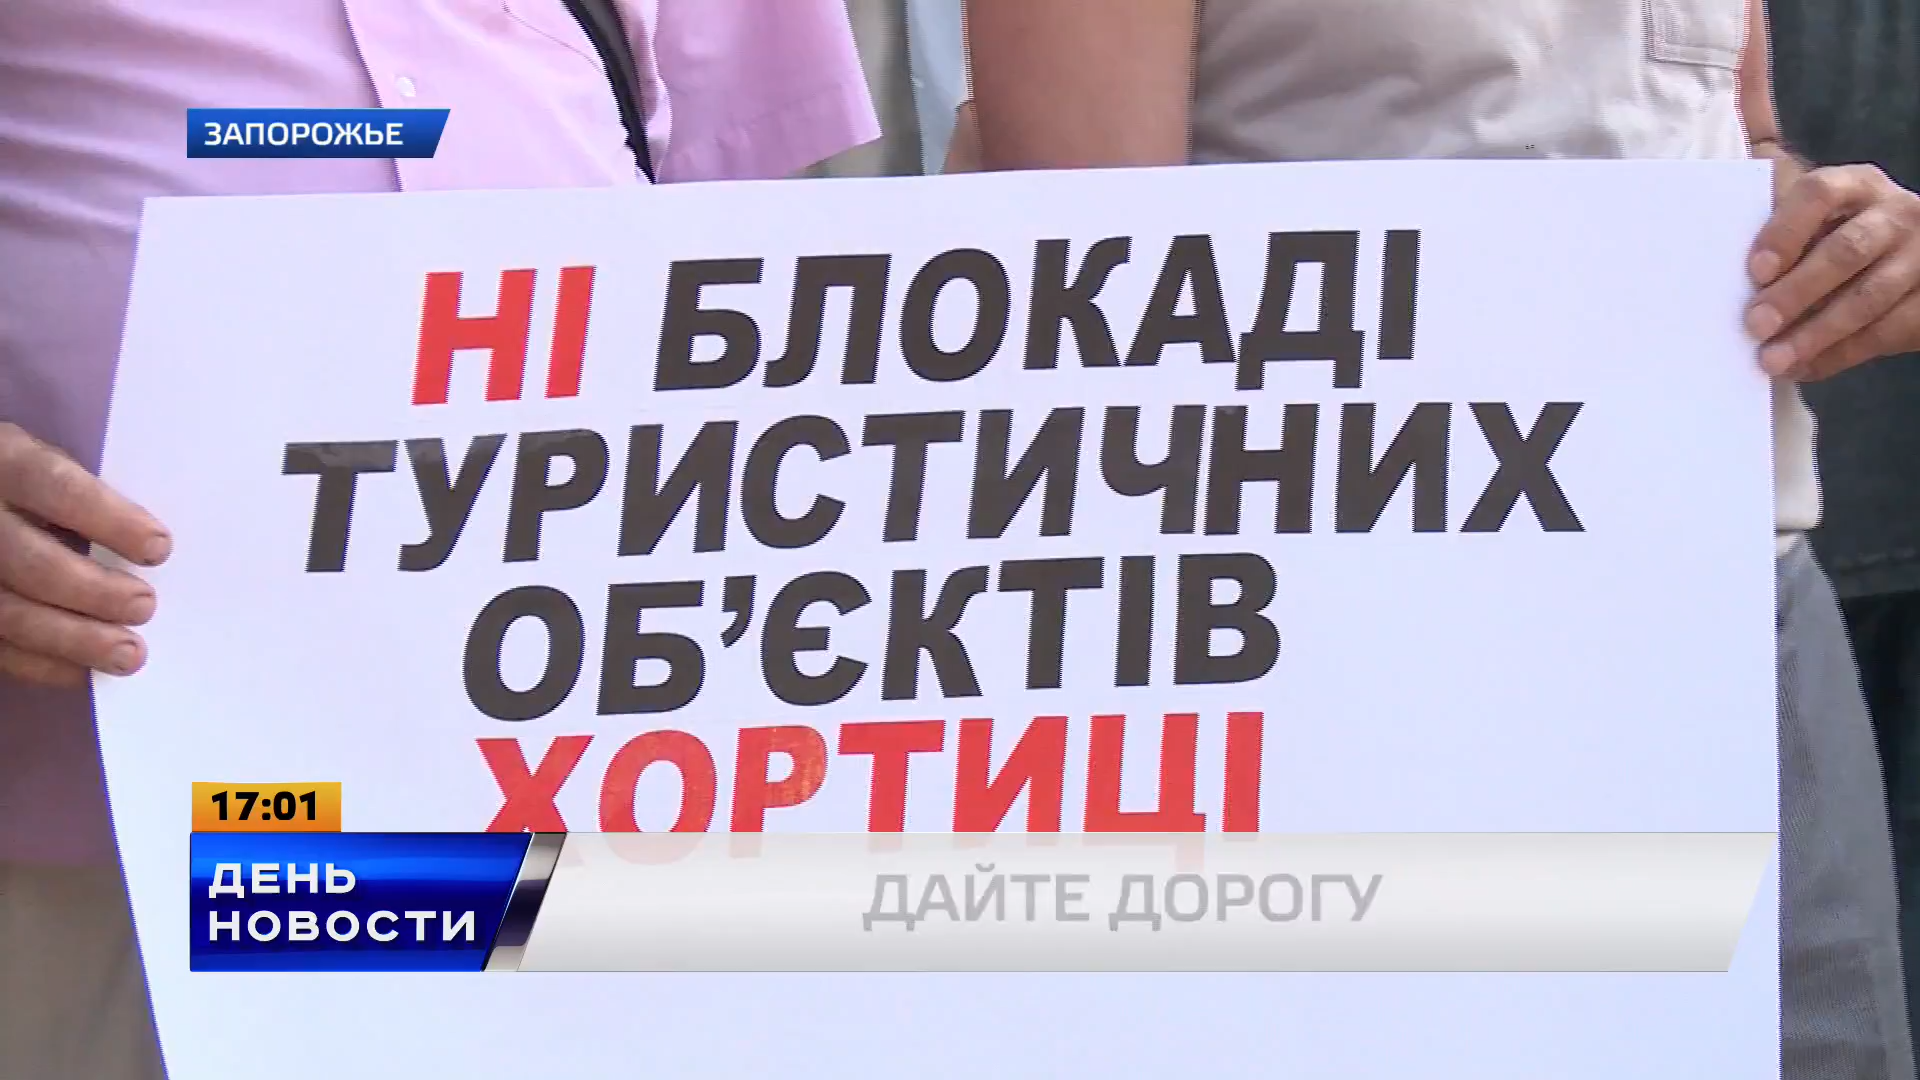 ЗАПОРОЖЬЕ
НІ БЛОКАДІ
ТУРИСТИЧНИХ
ОБ’ЄКТІВ
ХОРТИЦІ
17:01
ДЕНЬ
НОВОСТИ
ДАЙТЕ ДОРОГУ